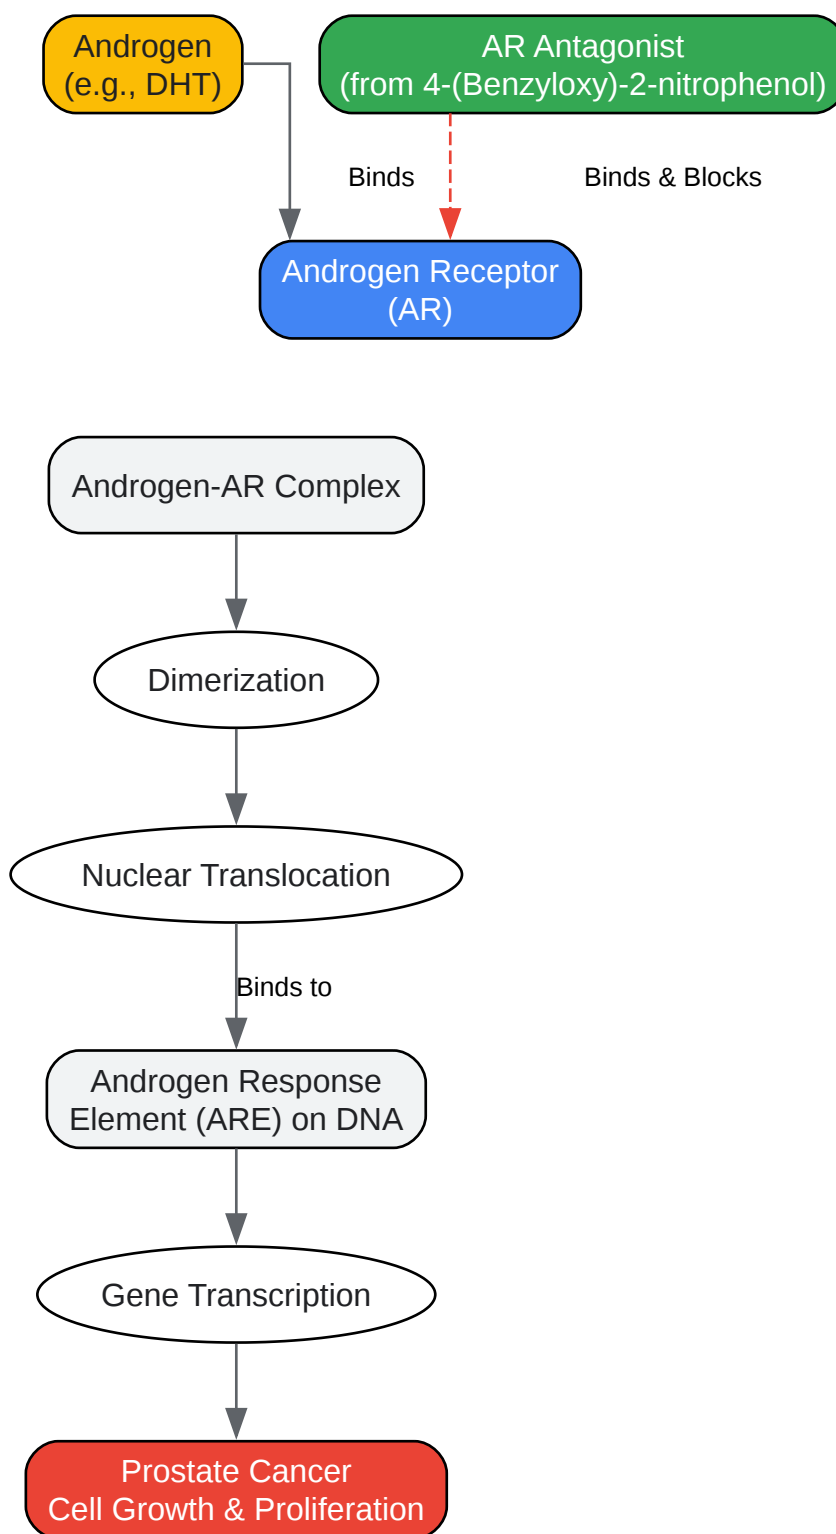 Androgen
(e.g., DHT)
AR Antagonist
(from 4-(Benzyloxy)-2-nitrophenol)
Binds
Binds & Blocks
Androgen Receptor
(AR)
Androgen-AR Complex
Dimerization
Nuclear Translocation
Binds to
Androgen Response
Element (ARE) on DNA
Gene Transcription
Prostate Cancer
Cell Growth & Proliferation